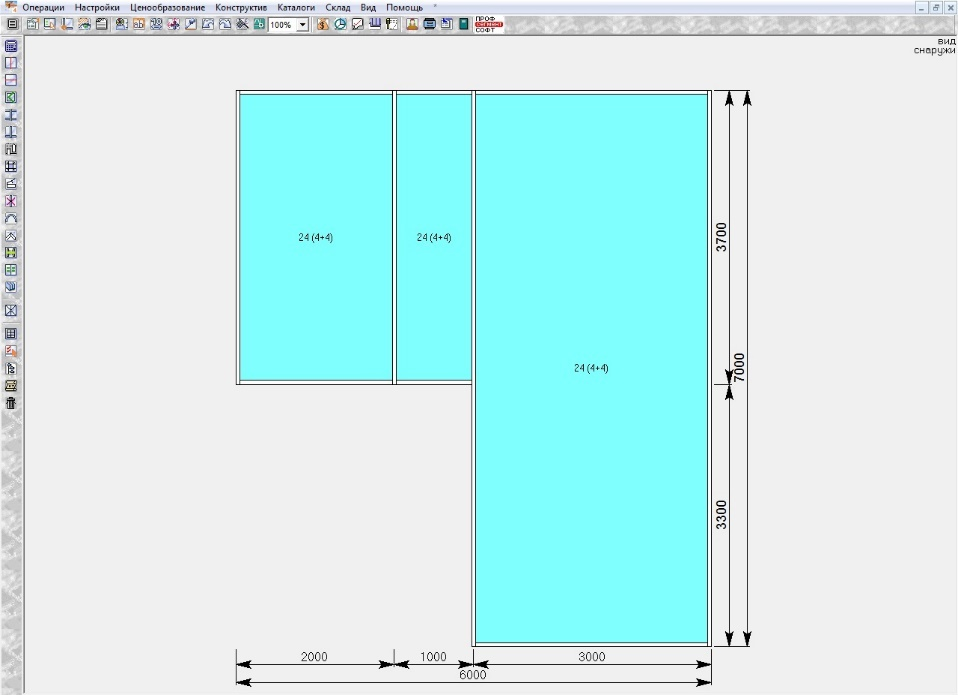 Операции Настройки Ценообразование Конструктив Каталоги Склад Вид Помощь
100%
ПРОФ
СЕГМЕНТ
СОФТ
вид
снаружи
24 (4+4)
24 (4+4)
24 (4+4)
3700
7000
3300
2000
1000
3000
6000